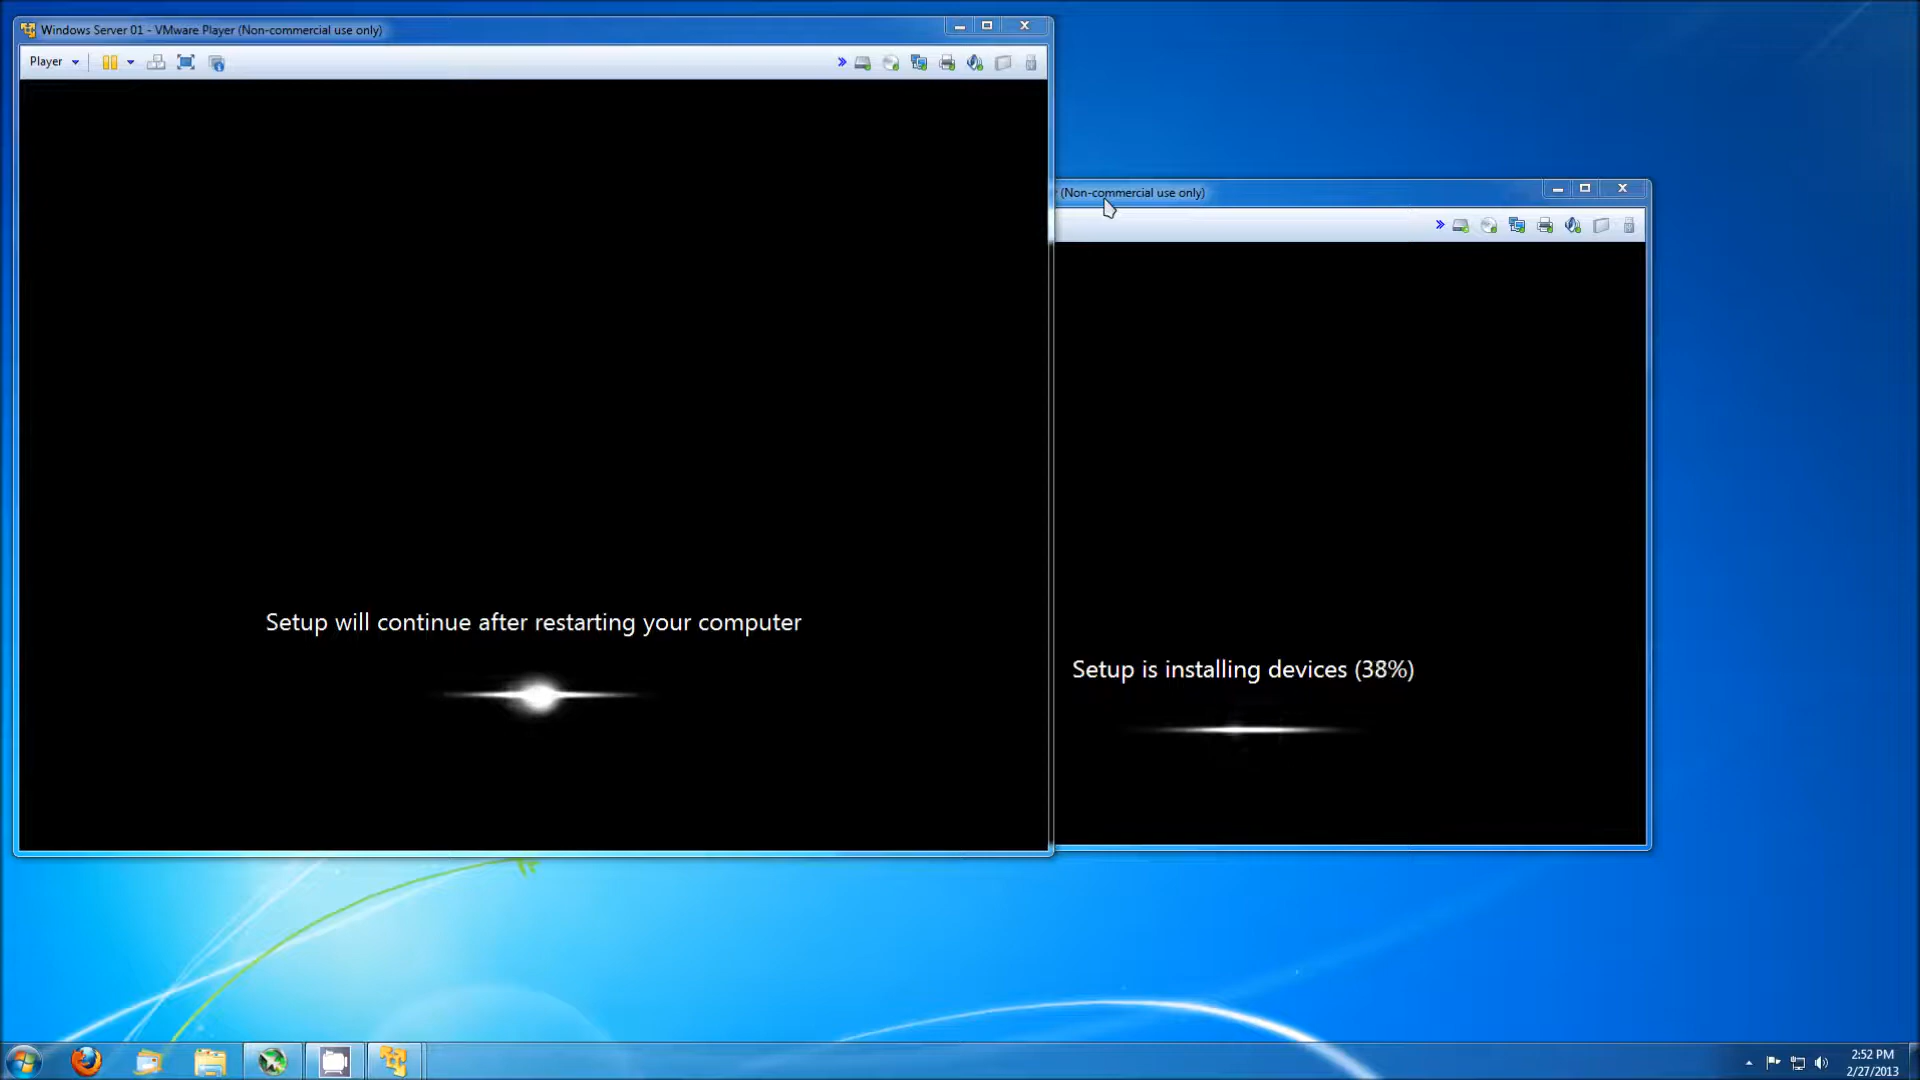 Windows Server 01 - VMware Player (Non-commercial use only)
Player
(Non-commercial use only)
Setup will continue after restarting your computer
Setup is installing devices (38%)
2:52 PM
2/27/2013